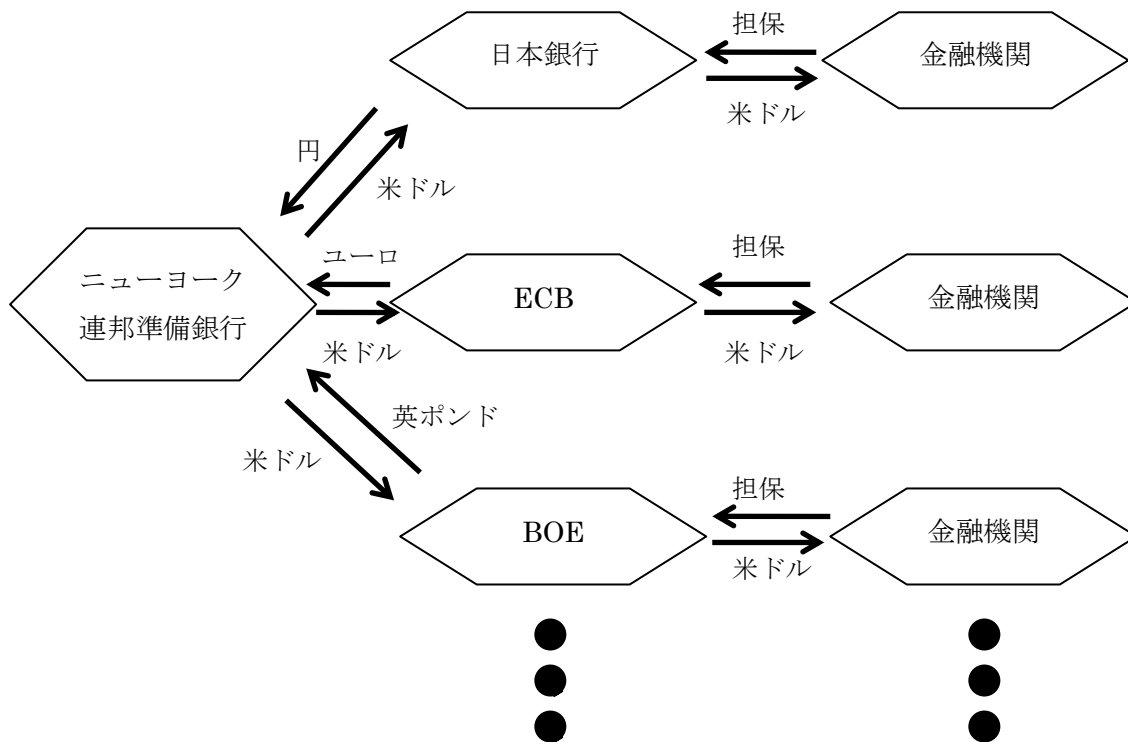 担保
日本銀行
金融機関
米ドル
円
米ドル
ユーロ
担保
ニューヨーク
連邦準備銀行
ECB
金融機関
米ドル
米ドル
英ポンド
米ドル
担保
BOE
金融機関
米ドル